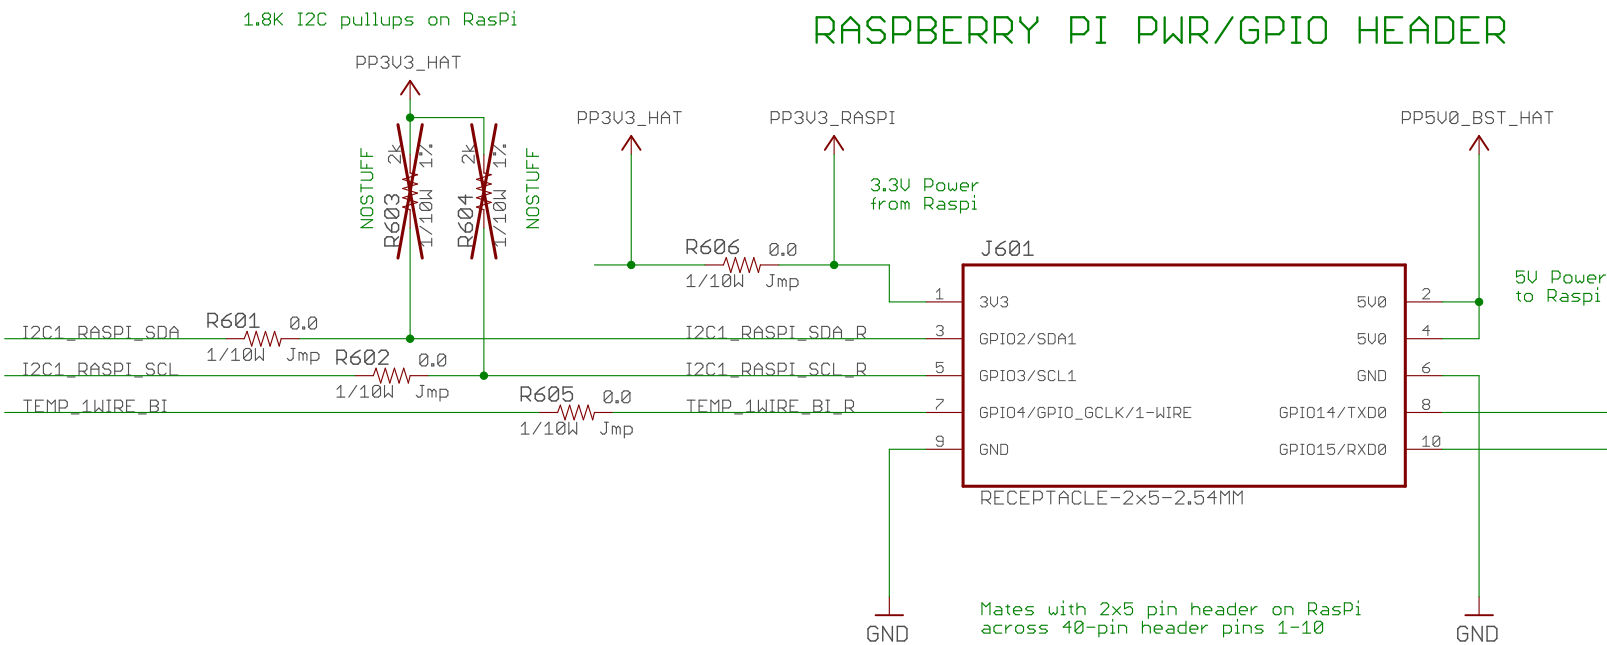 1.8K I2C pullups on RasPi
RASPBERRY PI PWR/GPIO HEADER
PP3V3_HAT
PP3V3_HAT
PP3V3_RASPI
PP5V0_BST_HAT
NOSTUFF
R603
2k
1/10W
1%
R604
2k
1/10W
1%
NOSTUFF
3.3V Power
from Raspi
R606
0.0
1/10W
Jmp
J601
5V Power
to Raspi
1
3V3
5V0
2
I2C1_RASPI_SDA
R601
0.0
1/10W
Jmp
I2C1_RASPI_SDA_R
3
GPIO2/SDA1
5V0
4
I2C1_RASPI_SCL
R602
0.0
1/10W
Jmp
I2C1_RASPI_SCL_R
5
GPIO3/SCL1
GND
6
TEMP_1WIRE_BI
R605
0.0
1/10W
Jmp
TEMP_1WIRE_BI_R
7
GPIO4/GPIO_GCLK/1-WIRE
GPIO14/TXD0
8
9
GND
GPIO15/RXD0
10
RECEPTACLE-2x5-2.54MM
GND
Mates with 2x5 pin header on RasPi
across 40-pin header pins 1-10
GND